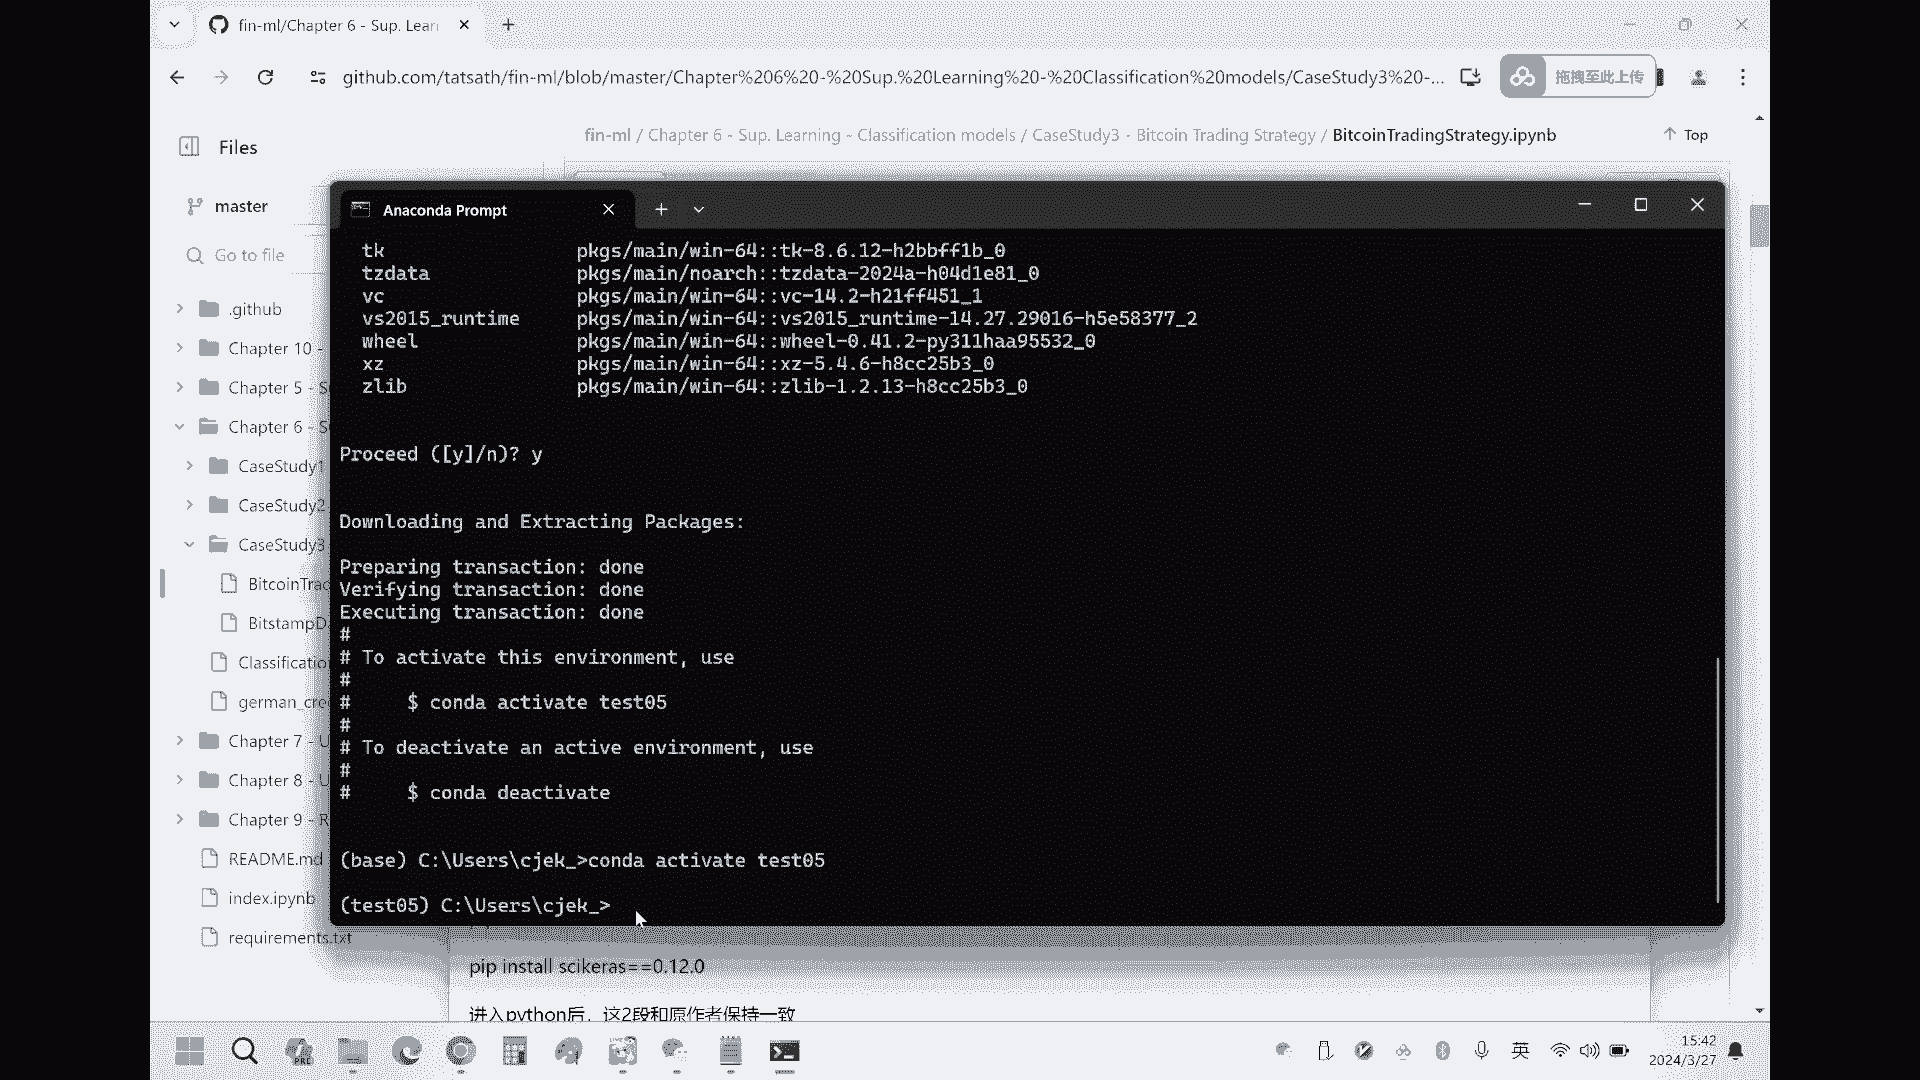 fin-ml/Chapter 6 - Sup. Learn
github.com/tatsath/fin-ml/blob/master/Chapter%206%20-%20Sup.%20Learning%20-%20Classification%20models/CaseStudy3%20-...
拖拽至此上传
Files
fin-ml / Chapter 6 - Sup. Learning - Classification models / CaseStudy3 - Bitcoin Trading Strategy / BitcoinTradingStrategy.ipynb
Top
master
Go to file
.github
Chapter 10 -
Chapter 5 - S
Chapter 6 - S
CaseStudy1
CaseStudy2
CaseStudy3
BitcoinTrad
BitstampD
Classificatio
german_cre
Chapter 7 - U
Chapter 8 - U
Chapter 9 - R
README.md
index.ipynb
requirements.txt
Anaconda Prompt
tk pkgs/main/win-64::tk-8.6.12-h2bbff1b_0
tzdata pkgs/main/noarch::tzdata-2024a-h04d1e81_0
vc pkgs/main/win-64::vc-14.2-h21ff451_1
vs2015_runtime pkgs/main/win-64::vs2015_runtime-14.27.29016-h5e58377_2
wheel pkgs/main/win-64::wheel-0.41.2-py311haa95532_0
xz pkgs/main/win-64::xz-5.4.6-h8cc25b3_0
zlib pkgs/main/win-64::zlib-1.2.13-h8cc25b3_0
Proceed ([y]/n)? y
Downloading and Extracting Packages:
Preparing transaction: done
Verifying transaction: done
Executing transaction: done
#
# To activate this environment, use
#
# $ conda activate test05
#
# To deactivate an active environment, use
#
# $ conda deactivate
(base) C:\Users\cjek_>conda activate test05
(test05) C:\Users\cjek_>
pip install scikeras==0.12.0
进入python后，这2段和原作者保持一致
PRE
英
15:42
2024/3/27